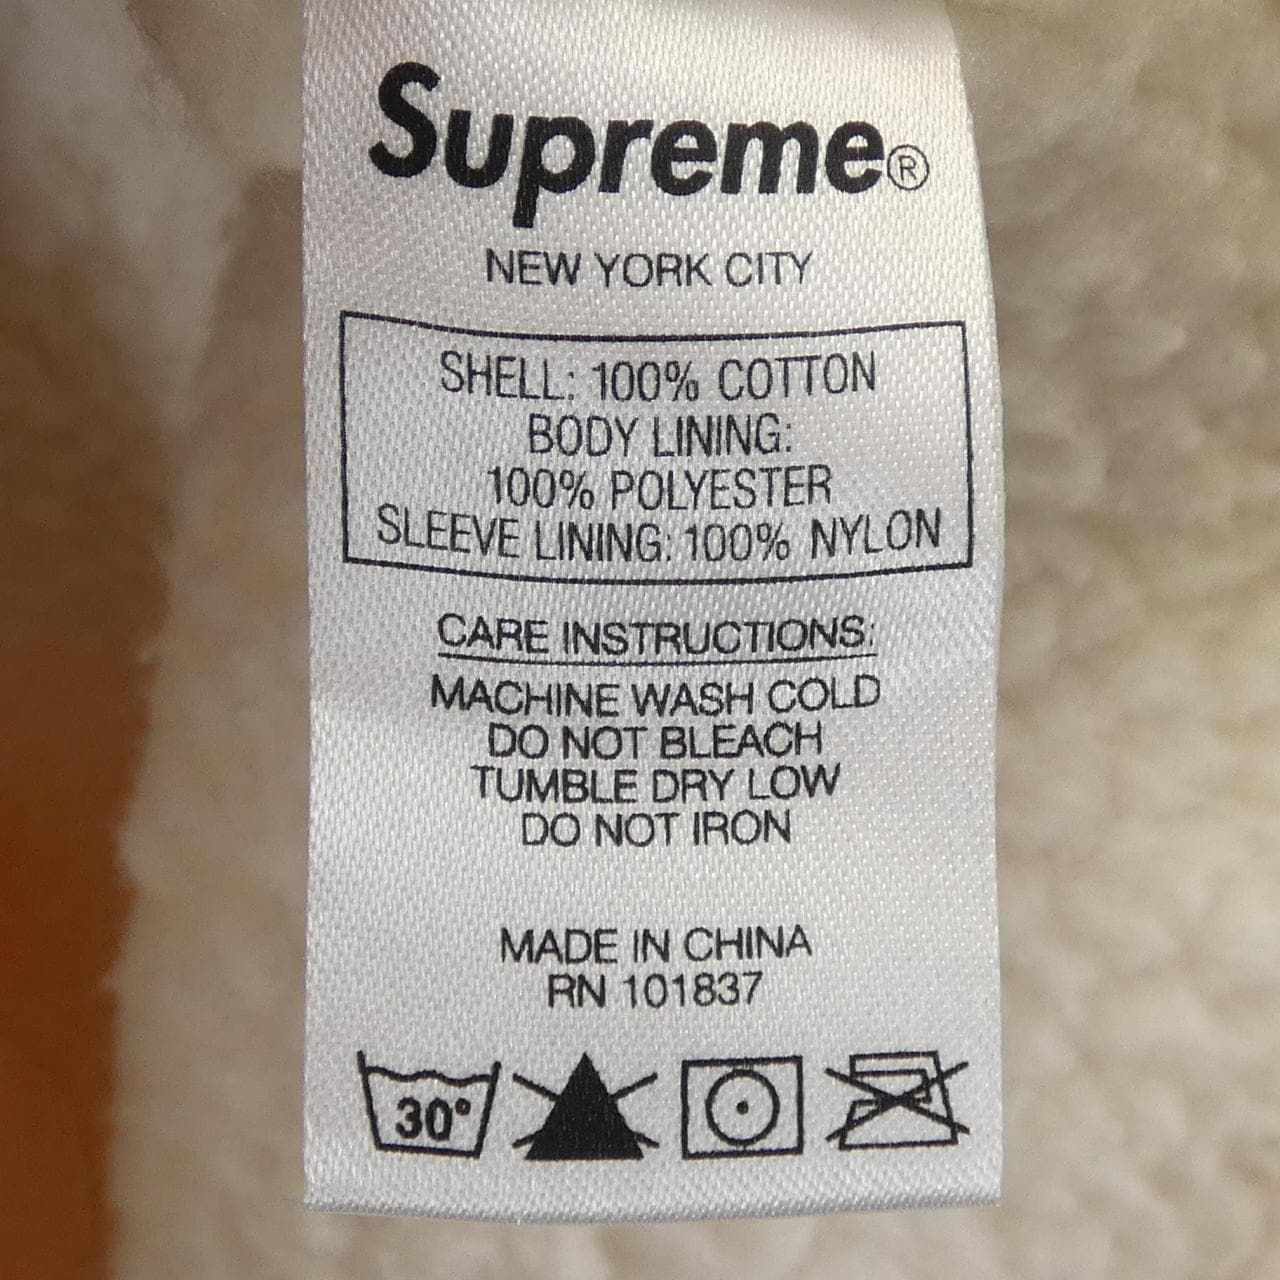 Supreme®
NEW YORK CITY
SHELL: 100% COTTON
BODY LINING:
100% POLYESTER
SLEEVE LINING: 100% NYLON
CARE INSTRUCTIONS:
MACHINE WASH COLD
DO NOT BLEACH
TUMBLE DRY LOW
DO NOT IRON
MADE IN CHINA
RN 101837
30°